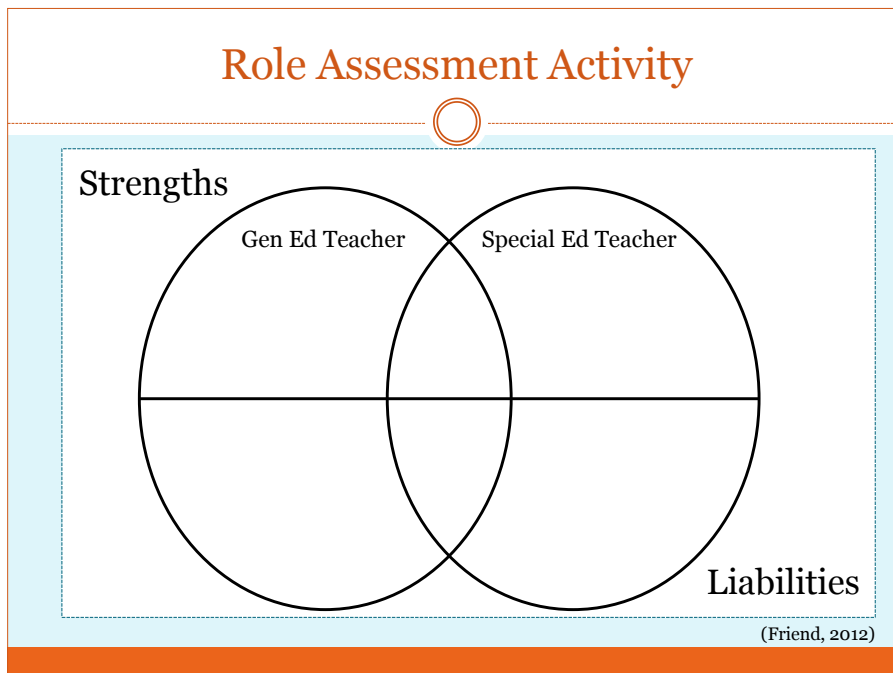 Role Assessment Activity
Strengths
Gen Ed Teacher
Special Ed Teacher
Liabilities
(Friend, 2012)